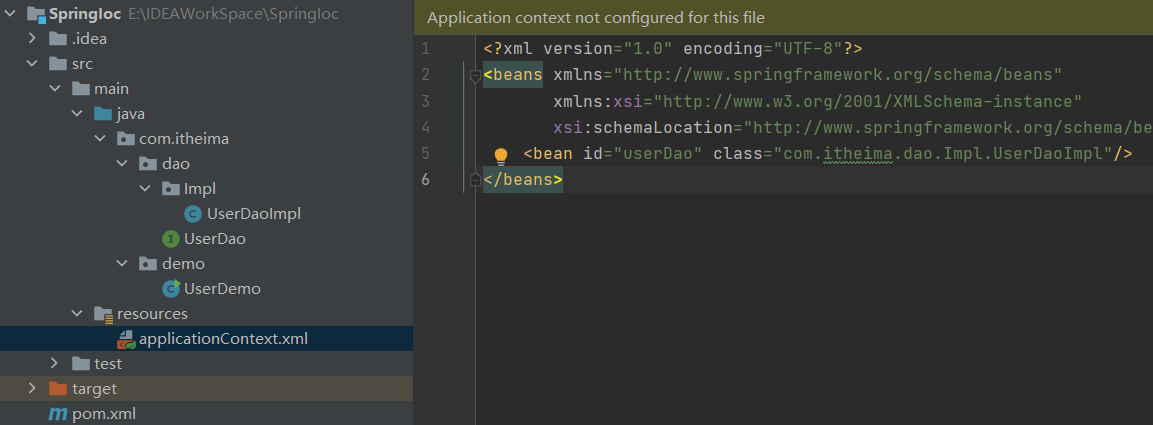 SpringIoc E:\IDEAWorkSpace\SpringIoc
.idea
src
main
java
com.itheima
dao
Impl
UserDaoImpl
UserDao
demo
UserDemo
resources
applicationContext.xml
test
target
pom.xml
Application context not configured for this file
1 <?xml version="1.0" encoding="UTF-8"?>
2 <beans xmlns="http://www.springframework.org/schema/beans"
3 xmlns:xsi="http://www.w3.org/2001/XMLSchema-instance"
4 xsi:schemaLocation="http://www.springframework.org/schema/be
5 <bean id="userDao" class="com.itheima.dao.Impl.UserDaoImpl"/>
6 </beans>